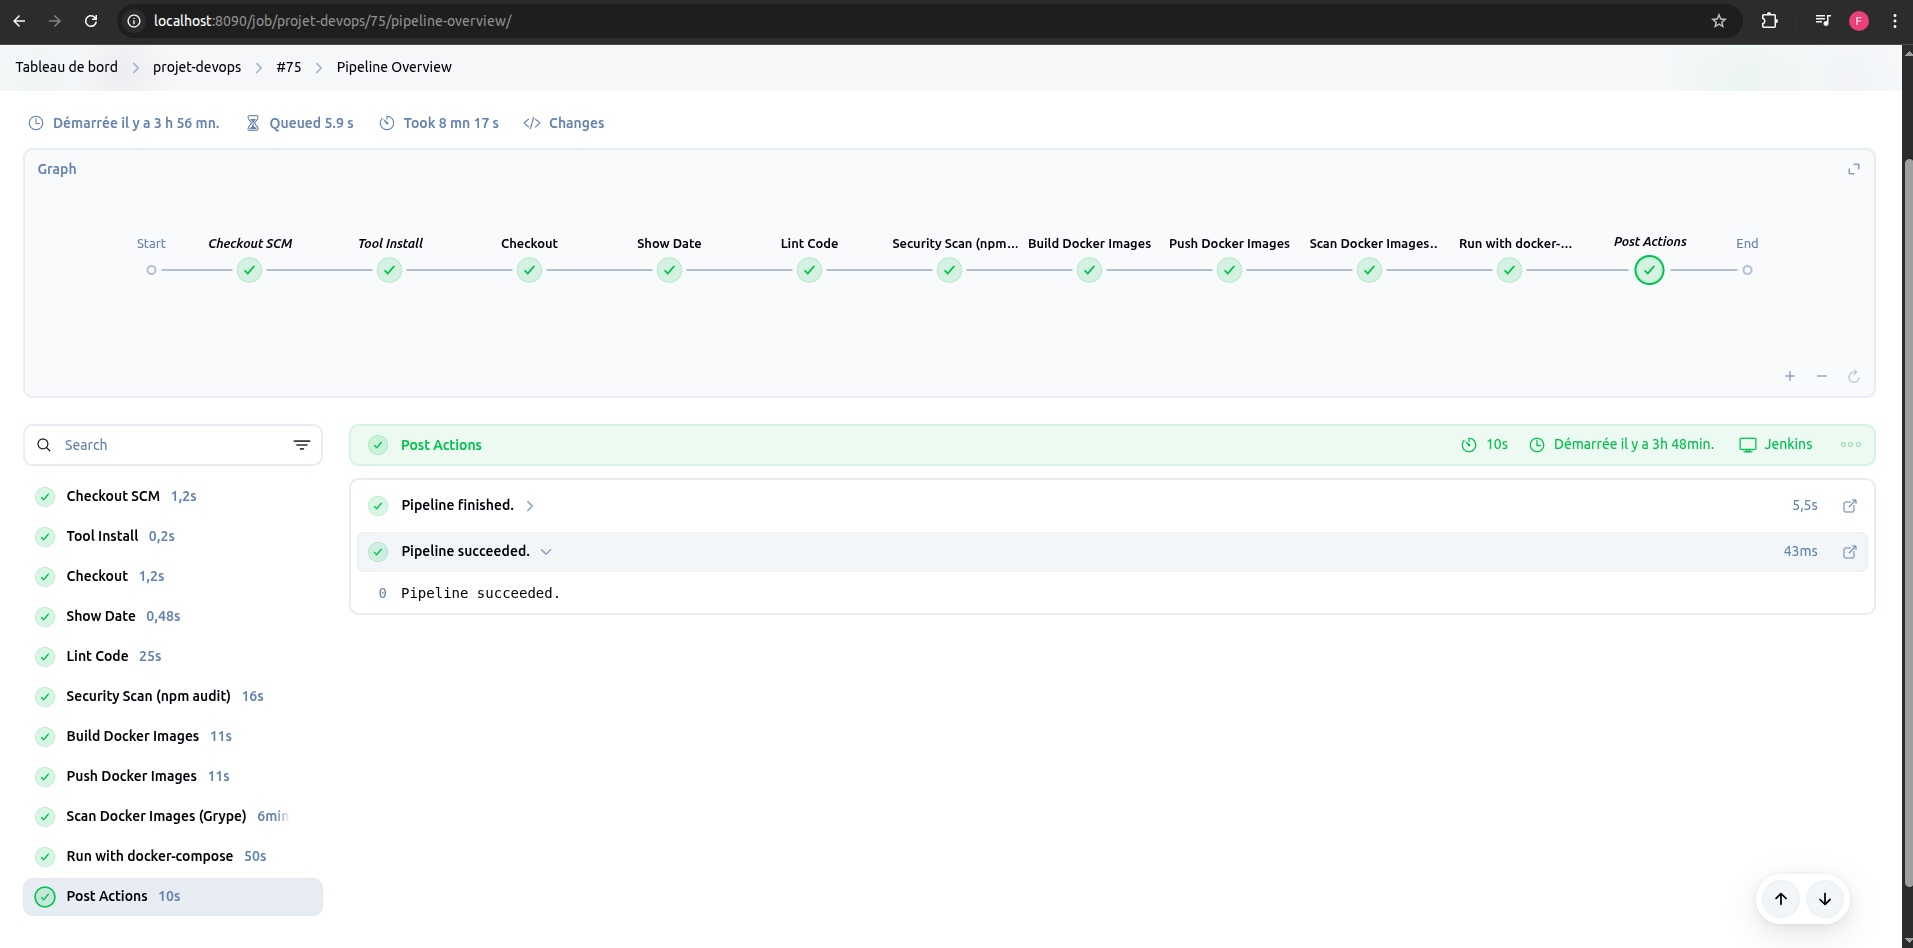 localhost:8090/job/projet-devops/75/pipeline-overview/
F
Tableau de bord projet-devops #75 Pipeline Overview
Démarrée il y a 3 h 56 mn. Queued 5.9 s Took 8 mn 17 s Changes
Graph
Start Checkout SCM Tool Install Checkout Show Date Lint Code Security Scan (npm... Build Docker Images Push Docker Images Scan Docker Images.. Run with docker-... Post Actions End
Search
Post Actions 10s Démarrée il y a 3h 48min. Jenkins
Checkout SCM 1,2s
Tool Install 0,2s
Checkout 1,2s
Show Date 0,48s
Lint Code 25s
Security Scan (npm audit) 16s
Build Docker Images 11s
Push Docker Images 11s
Scan Docker Images (Grype) 6min
Run with docker-compose 50s
Post Actions 10s
Pipeline finished. 5,5s
Pipeline succeeded. 43ms
0 Pipeline succeeded.